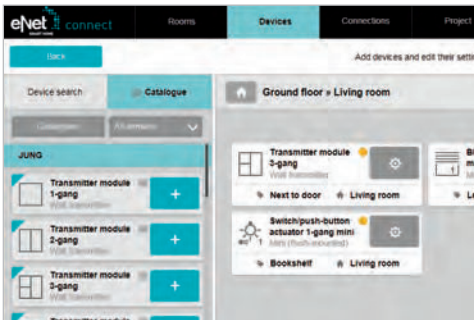 eNet connect
SMART HOME
Rooms
Devices
Connections
Project
Back
Add devices and edit their setti
Device search
Catalogue
Ground floor » Living room
JUNG
Transmitter module
1-gang
Wall transmitter
Transmitter module
2-gang
Wall transmitter
Transmitter module
3-gang
Wall transmitter
Transmitter module
3-gang
Wall transmitter
Next to door
Living room
Switch/push-button
actuator 1-gang mini
Mini (flush-mounted)
Bookshelf
Living room